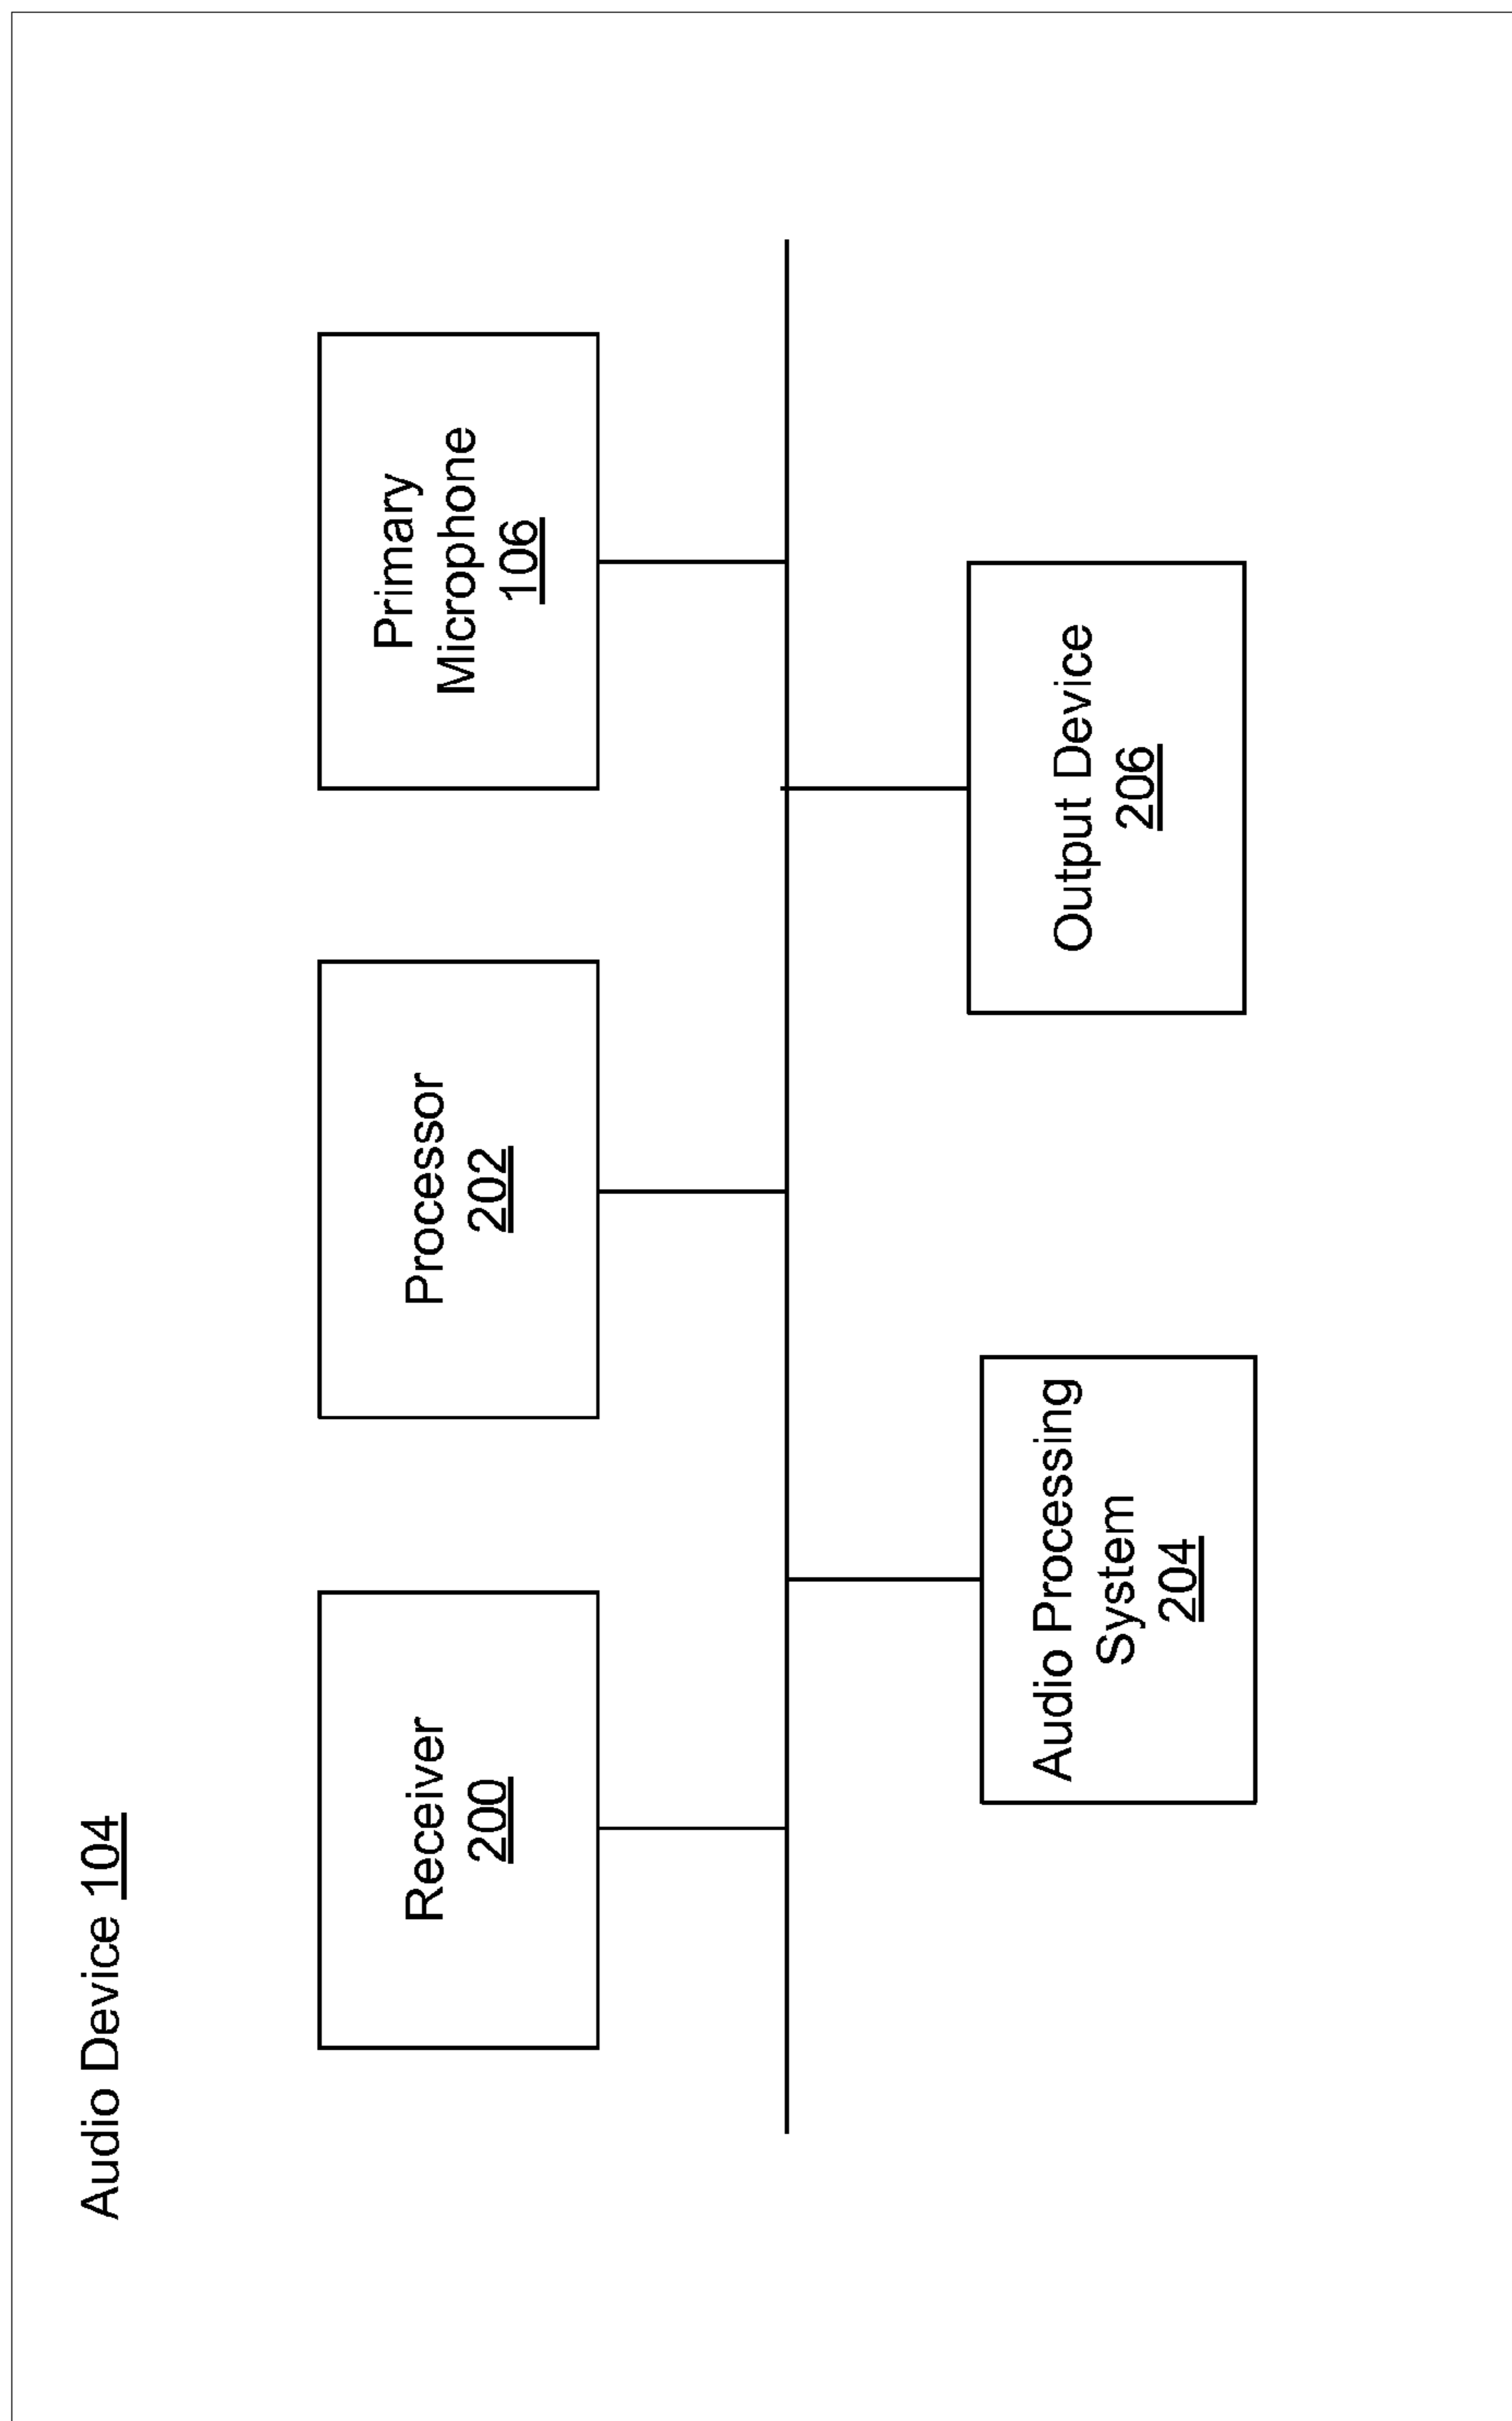 Audio Device 104
Receiver
200
Processor
202
Primary
Microphone
106
Audio Processing
System
204
Output Device
206